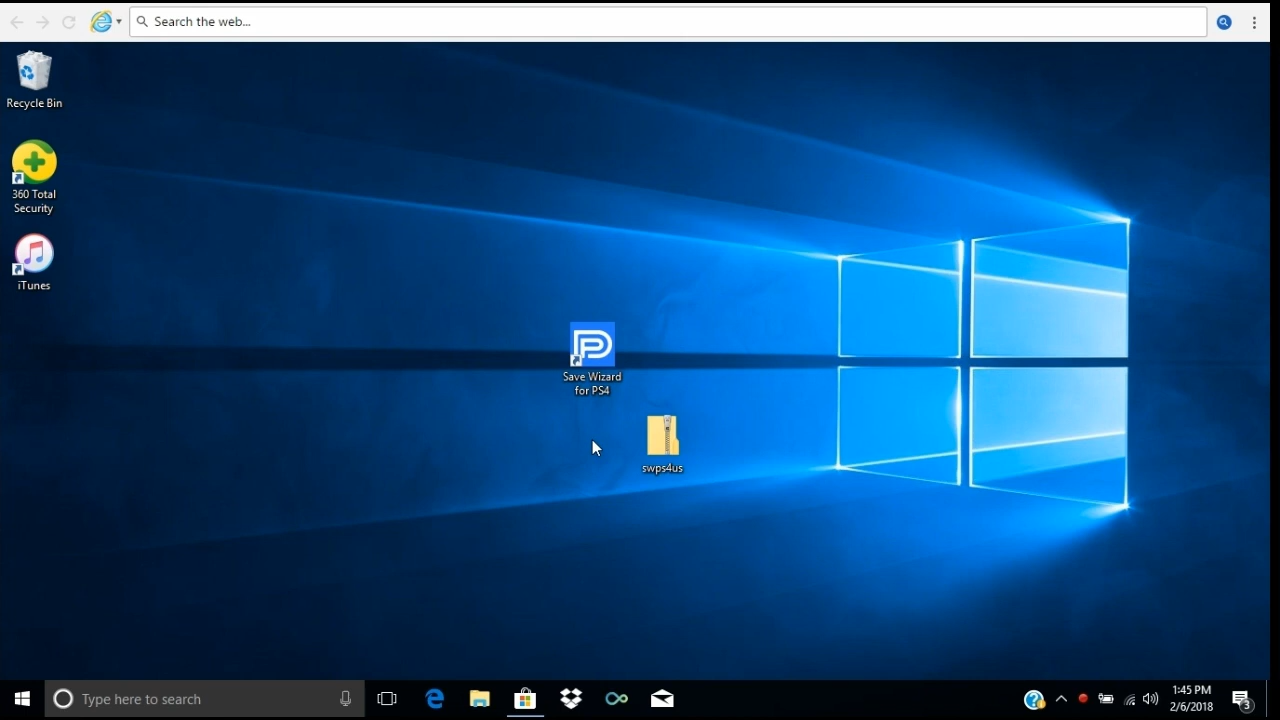 Search the web...
Recycle Bin
360 Total
Security
iTunes
Save Wizard
for PS4
swps4us
Type here to search
1:45 PM
2/6/2018
3